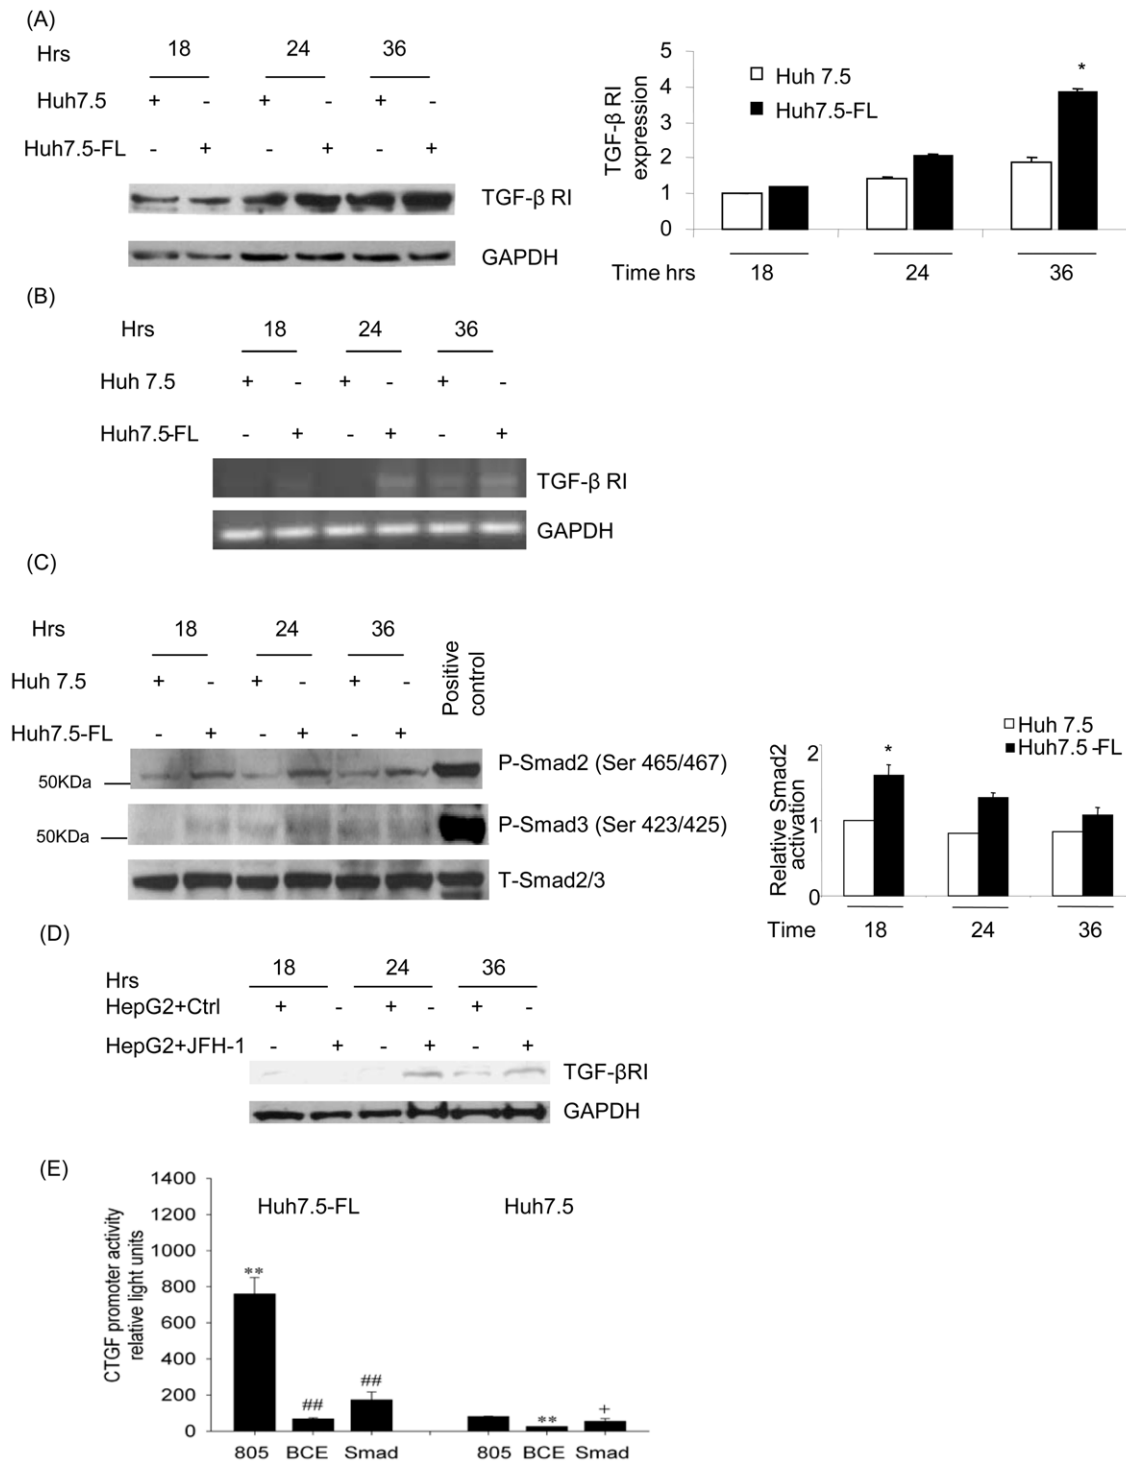 (A)
Hrs 18 24 36
Huh7.5 + - + - + -
Huh7.5-FL - + - + - +
TGF-β RI
GAPDH
TGF-β RI expression
5
4
3
2
1
0
Huh 7.5
Huh7.5-FL
*
Time hrs 18 24 36
(B)
Hrs 18 24 36
Huh 7.5 + - + - + -
Huh7.5-FL - + - + - +
TGF-β RI
GAPDH
(C)
Hrs 18 24 36
Positive control
Huh 7.5 + - + - + -
Huh7.5-FL - + - + - +
50KDa
P-Smad2 (Ser 465/467)
50KDa
P-Smad3 (Ser 423/425)
T-Smad2/3
Huh 7.5
Huh7.5 -FL
Relative Smad2
activation
2
1
0
*
Time 18 24 36
(D)
Hrs 18 24 36
HepG2+Ctrl + - + - + -
HepG2+JFH-1 - + - + - +
TGF-βRI
GAPDH
(E)
CTGF promoter activity
relative light units
1400
1200
1000
800
600
400
200
0
Huh7.5-FL Huh7.5
** ## ## ** +
805 BCE Smad 805 BCE Smad